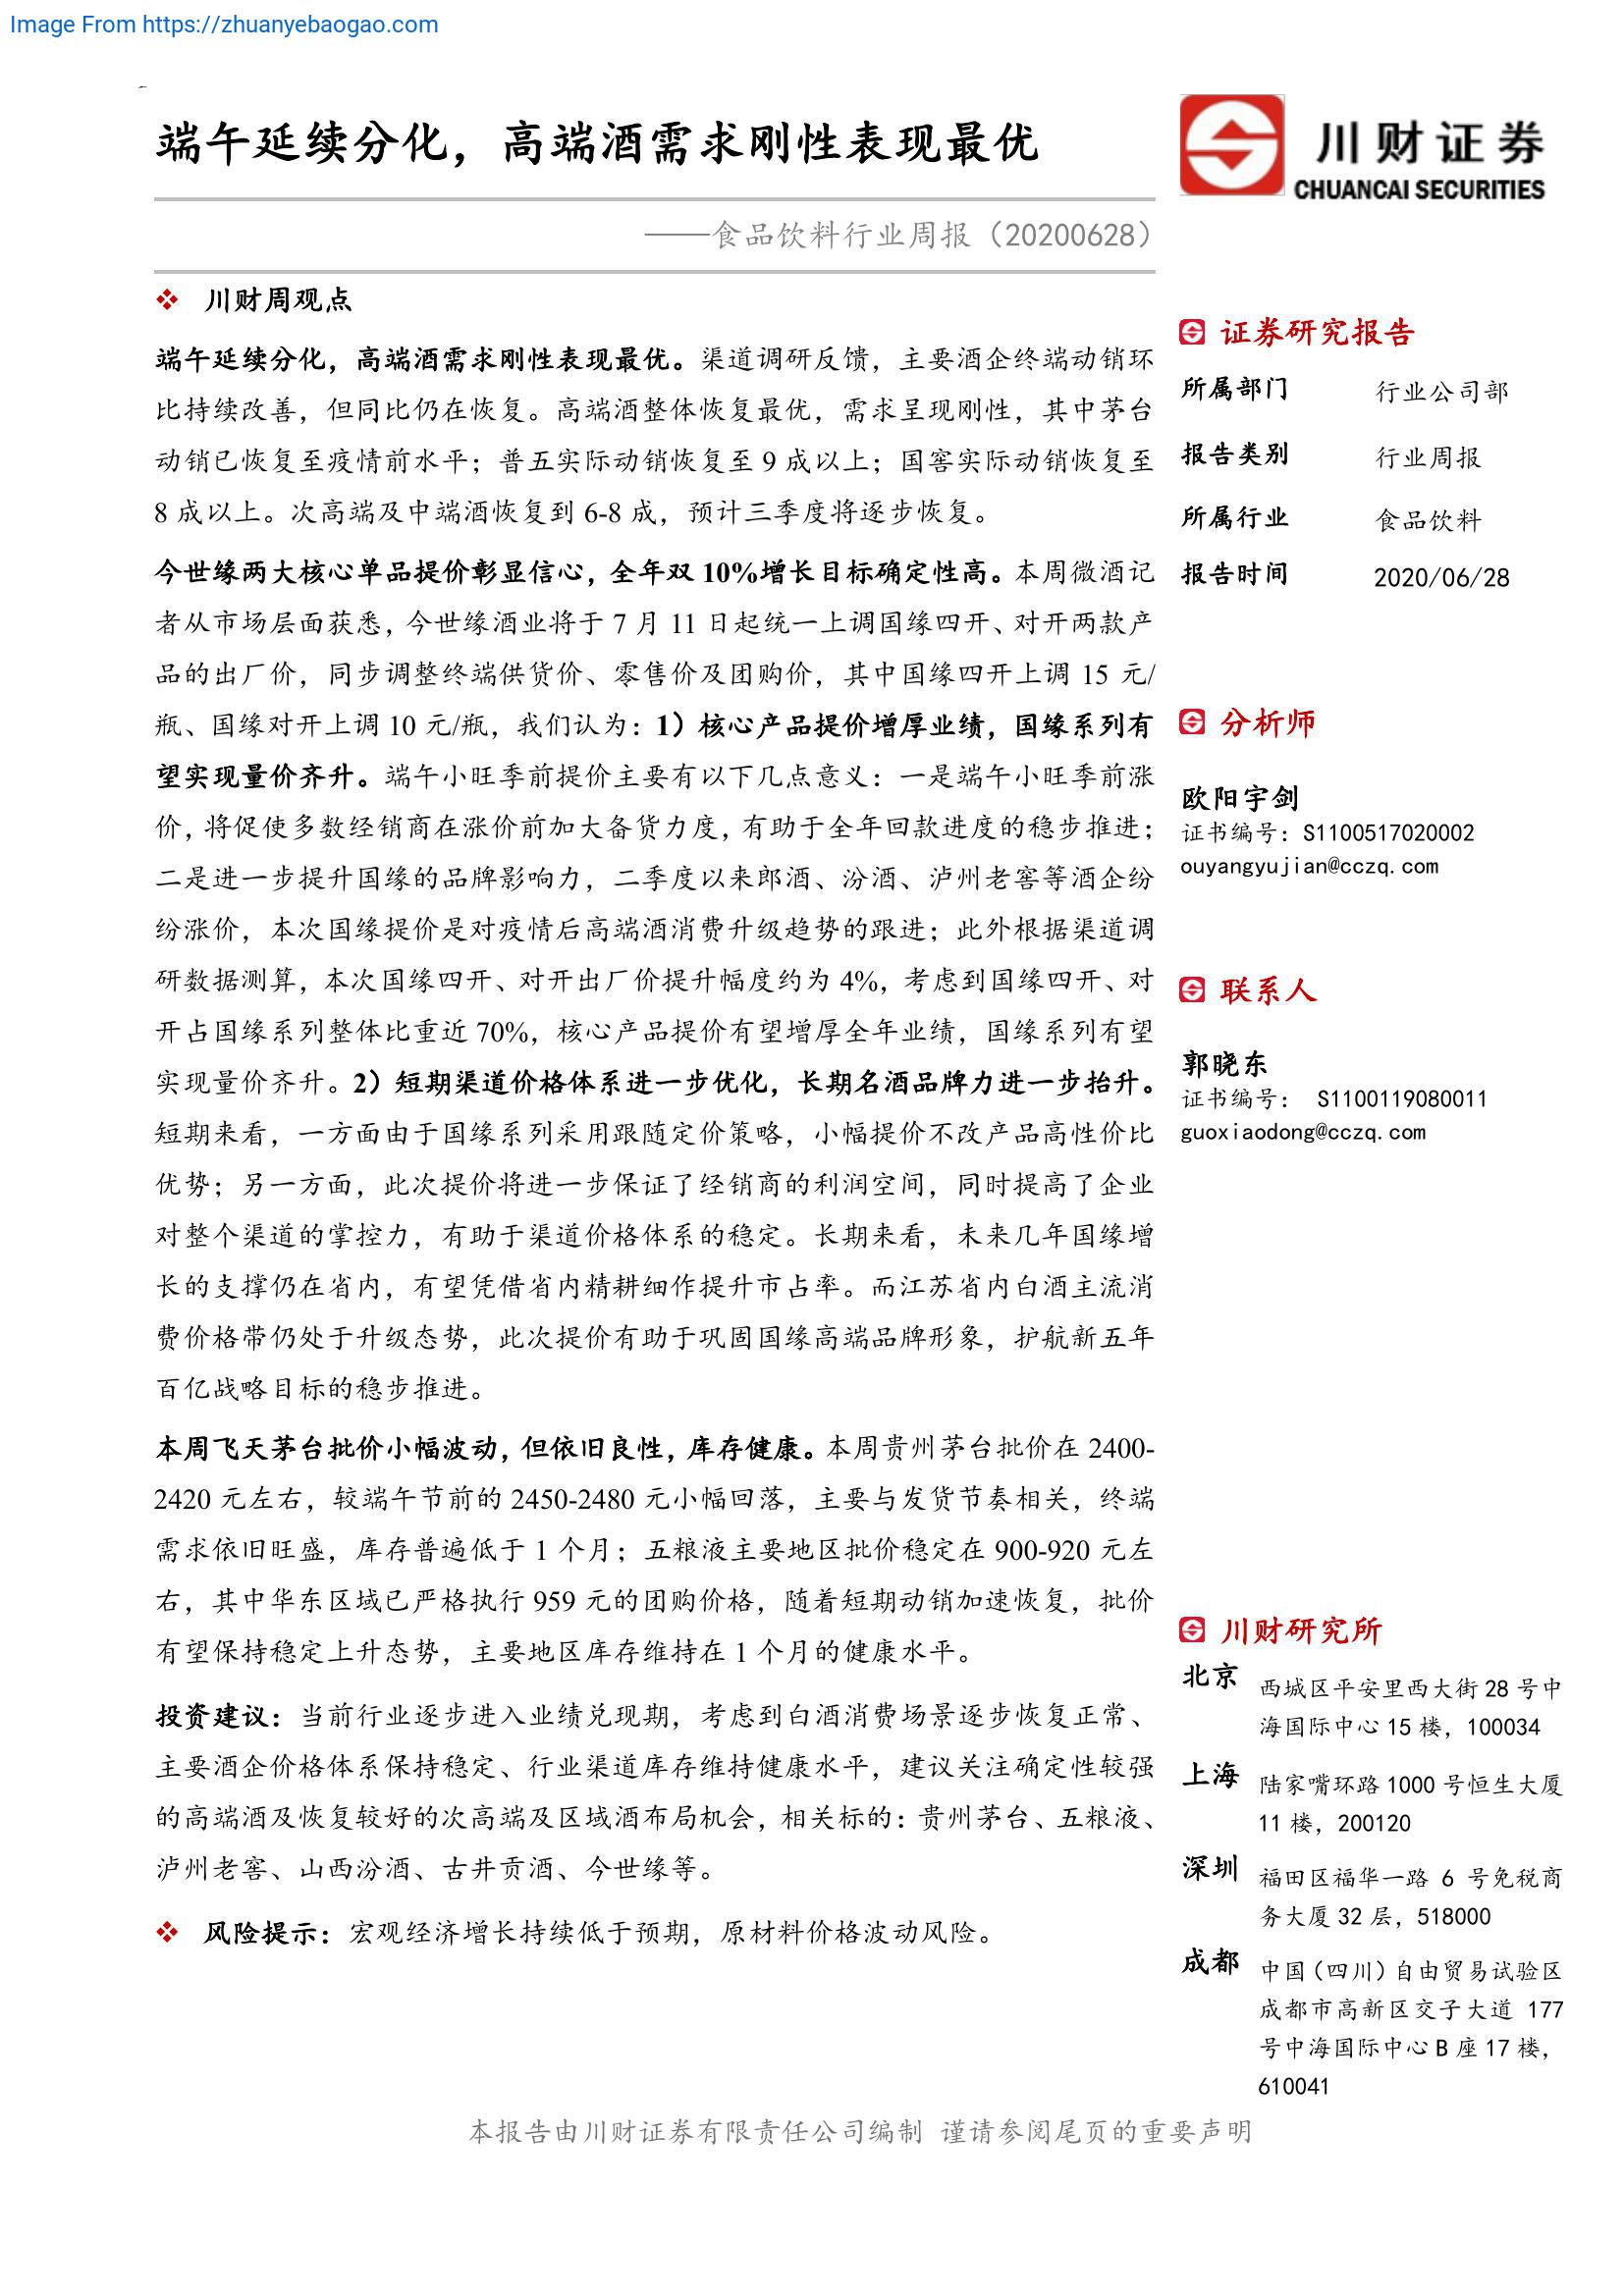 Image From https://zhuanyebaogao.com
端午延续分化，高端酒需求刚性表现最优
川财证券
CHUANCAI SECURITIES
——食品饮料行业周报（20200628）
川财周观点
端午延续分化，高端酒需求刚性表现最优。渠道调研反馈，主要酒企终端动销环
比持续改善，但同比仍在恢复。高端酒整体恢复最优，需求呈现刚性，其中茅台
动销已恢复至疫情前水平；普五实际动销恢复至 9 成以上；国窖实际动销恢复至
8 成以上。次高端及中端酒恢复到 6-8 成，预计三季度将逐步恢复。
今世缘两大核心单品提价彰显信心，全年双 10%增长目标确定性高。本周微酒记
者从市场层面获悉，今世缘酒业将于 7 月 11 日起统一上调国缘四开、对开两款产
品的出厂价，同步调整终端供货价、零售价及团购价，其中国缘四开上调 15 元/
瓶、国缘对开上调 10 元/瓶，我们认为：1）核心产品提价增厚业绩，国缘系列有
望实现量价齐升。端午小旺季前提价主要有以下几点意义：一是端午小旺季前涨
价，将促使多数经销商在涨价前加大备货力度，有助于全年回款进度的稳步推进；
二是进一步提升国缘的品牌影响力，二季度以来郎酒、汾酒、泸州老窖等酒企纷
纷涨价，本次国缘提价是对疫情后高端酒消费升级趋势的跟进；此外根据渠道调
研数据测算，本次国缘四开、对开出厂价提升幅度约为 4%，考虑到国缘四开、对
开占国缘系列整体比重近 70%，核心产品提价有望增厚全年业绩，国缘系列有望
实现量价齐升。2）短期渠道价格体系进一步优化，长期名酒品牌力进一步抬升。
短期来看，一方面由于国缘系列采用跟随定价策略，小幅提价不改产品高性价比
优势；另一方面，此次提价将进一步保证了经销商的利润空间，同时提高了企业
对整个渠道的掌控力，有助于渠道价格体系的稳定。长期来看，未来几年国缘增
长的支撑仍在省内，有望凭借省内精耕细作提升市占率。而江苏省内白酒主流消
费价格带仍处于升级态势，此次提价有助于巩固国缘高端品牌形象，护航新五年
百亿战略目标的稳步推进。
本周飞天茅台批价小幅波动，但依旧良性，库存健康。本周贵州茅台批价在 2400-
2420 元左右，较端午节前的 2450-2480 元小幅回落，主要与发货节奏相关，终端
需求依旧旺盛，库存普遍低于 1 个月；五粮液主要地区批价稳定在 900-920 元左
右，其中华东区域已严格执行 959 元的团购价格，随着短期动销加速恢复，批价
有望保持稳定上升态势，主要地区库存维持在 1 个月的健康水平。
投资建议：当前行业逐步进入业绩兑现期，考虑到白酒消费场景逐步恢复正常、
主要酒企价格体系保持稳定、行业渠道库存维持健康水平，建议关注确定性较强
的高端酒及恢复较好的次高端及区域酒布局机会，相关标的：贵州茅台、五粮液、
泸州老窖、山西汾酒、古井贡酒、今世缘等。
风险提示：宏观经济增长持续低于预期，原材料价格波动风险。
证券研究报告
所属部门 行业公司部
报告类别 行业周报
所属行业 食品饮料
报告时间 2020/06/28
分析师
欧阳宇剑
证书编号：S1100517020002
ouyangyujian@cczq.com
联系人
郭晓东
证书编号： S1100119080011
guoxiaodong@cczq.com
川财研究所
北京 西城区平安里西大街 28 号中
海国际中心 15 楼，100034
上海 陆家嘴环路 1000 号恒生大厦
11 楼，200120
深圳 福田区福华一路 6 号免税商
务大厦 32 层，518000
成都 中国（四川）自由贸易试验区
成都市高新区交子大道 177
号中海国际中心 B 座 17 楼，
610041
本报告由川财证券有限责任公司编制 谨请参阅尾页的重要声明